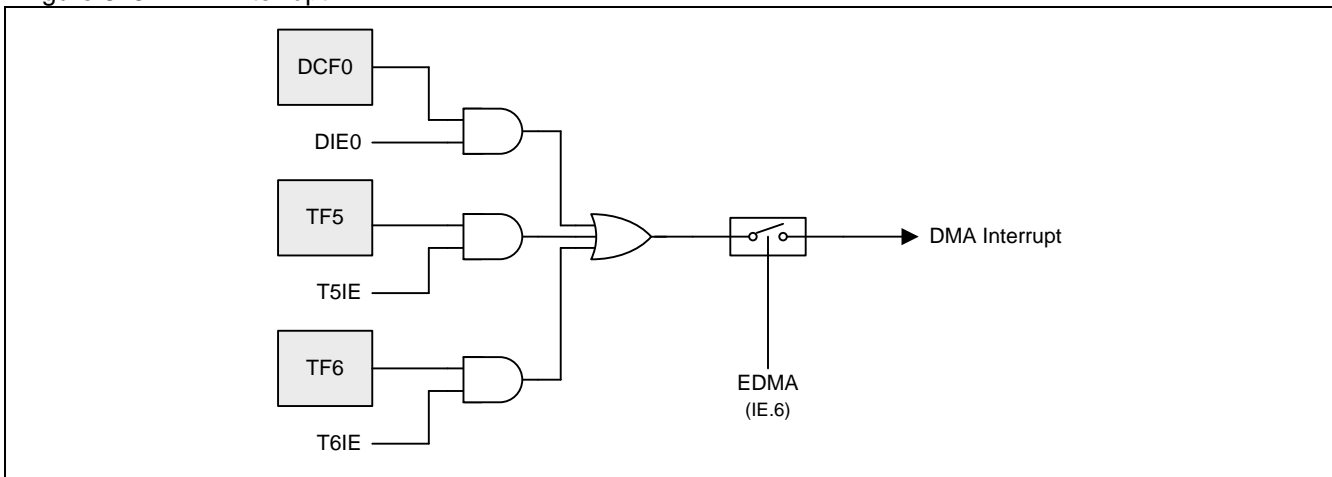 DCF0
DIE0
TF5
DMA Interrupt
T5IE
TF6
EDMA
(IE.6)
T6IE